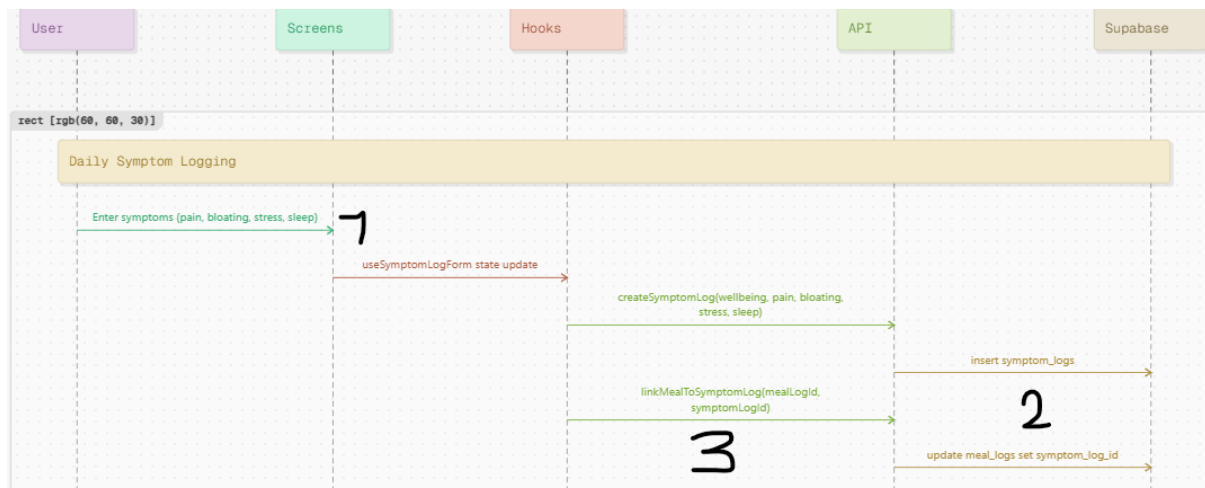 User
Screens
Hooks
API
Supabase
rect [rgb(60, 60, 30)]
Daily Symptom Logging
Enter symptoms (pain, bloating, stress, sleep)
1
useSymptomLogForm state update
createSymptomLog(wellbeing, pain, bloating,
stress, sleep)
insert symptom_logs
linkMealToSymptomLog(mealLogId,
symptomLogId)
2
3
update meal_logs set symptom_log_id